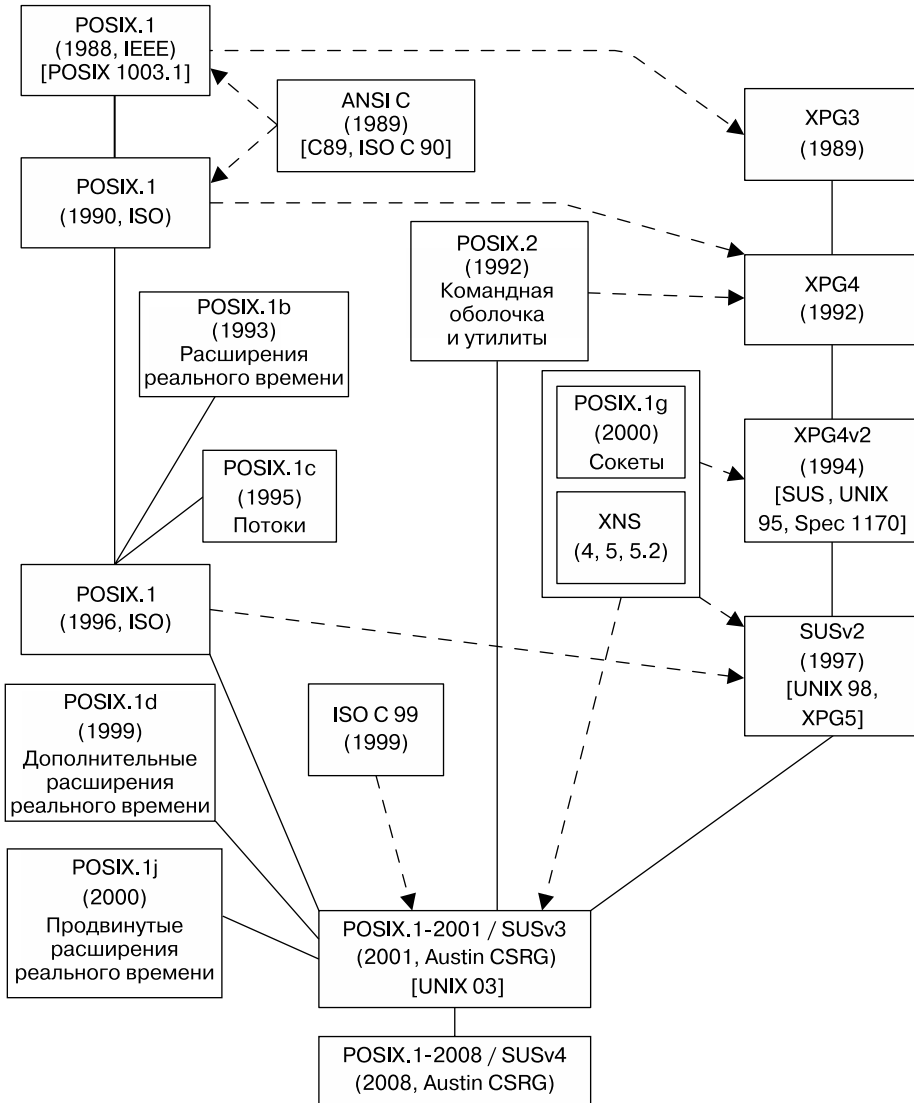 POSIX.1
(1988, IEEE)
[POSIX 1003.1]
ANSI C
(1989)
[C89, ISO C 90]
XPG3
(1989)
POSIX.1
(1990, ISO)
POSIX.2
(1992)
Командная
оболочка
и утилиты
XPG4
(1992)
POSIX.1b
(1993)
Расширения
реального времени
POSIX.1g
(2000)
Сокеты
XNS
(4, 5, 5.2)
XPG4v2
(1994)
[SUS , UNIX
95, Spec 1170]
POSIX.1c
(1995)
Потоки
POSIX.1
(1996, ISO)
SUSv2
(1997)
[UNIX 98,
XPG5]
POSIX.1d
(1999)
Дополнительные
расширения
реального времени
ISO C 99
(1999)
POSIX.1j
(2000)
Продвинутые
расширения
реального времени
POSIX.1-2001 / SUSv3
(2001, Austin CSRG)
[UNIX 03]
POSIX.1-2008 / SUSv4
(2008, Austin CSRG)